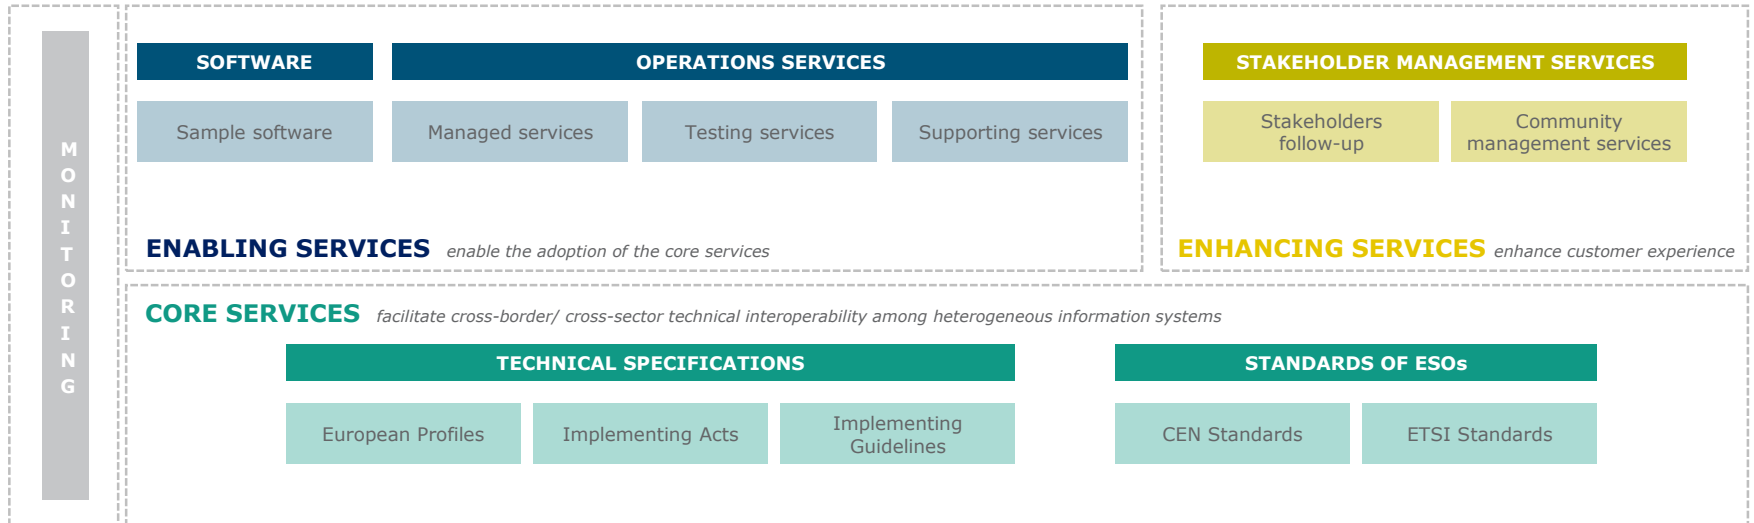 MONITORING
SOFTWARE
OPERATIONS SERVICES
Sample software
Managed services
Testing services
Supporting services
ENABLING SERVICES enable the adoption of the core services
STAKEHOLDER MANAGEMENT SERVICES
Stakeholders
follow-up
Community
management services
ENHANCING SERVICES enhance customer experience
CORE SERVICES facilitate cross-border/ cross-sector technical interoperability among heterogeneous information systems
TECHNICAL SPECIFICATIONS
European Profiles
Implementing Acts
Implementing
Guidelines
STANDARDS OF ESOs
CEN Standards
ETSI Standards